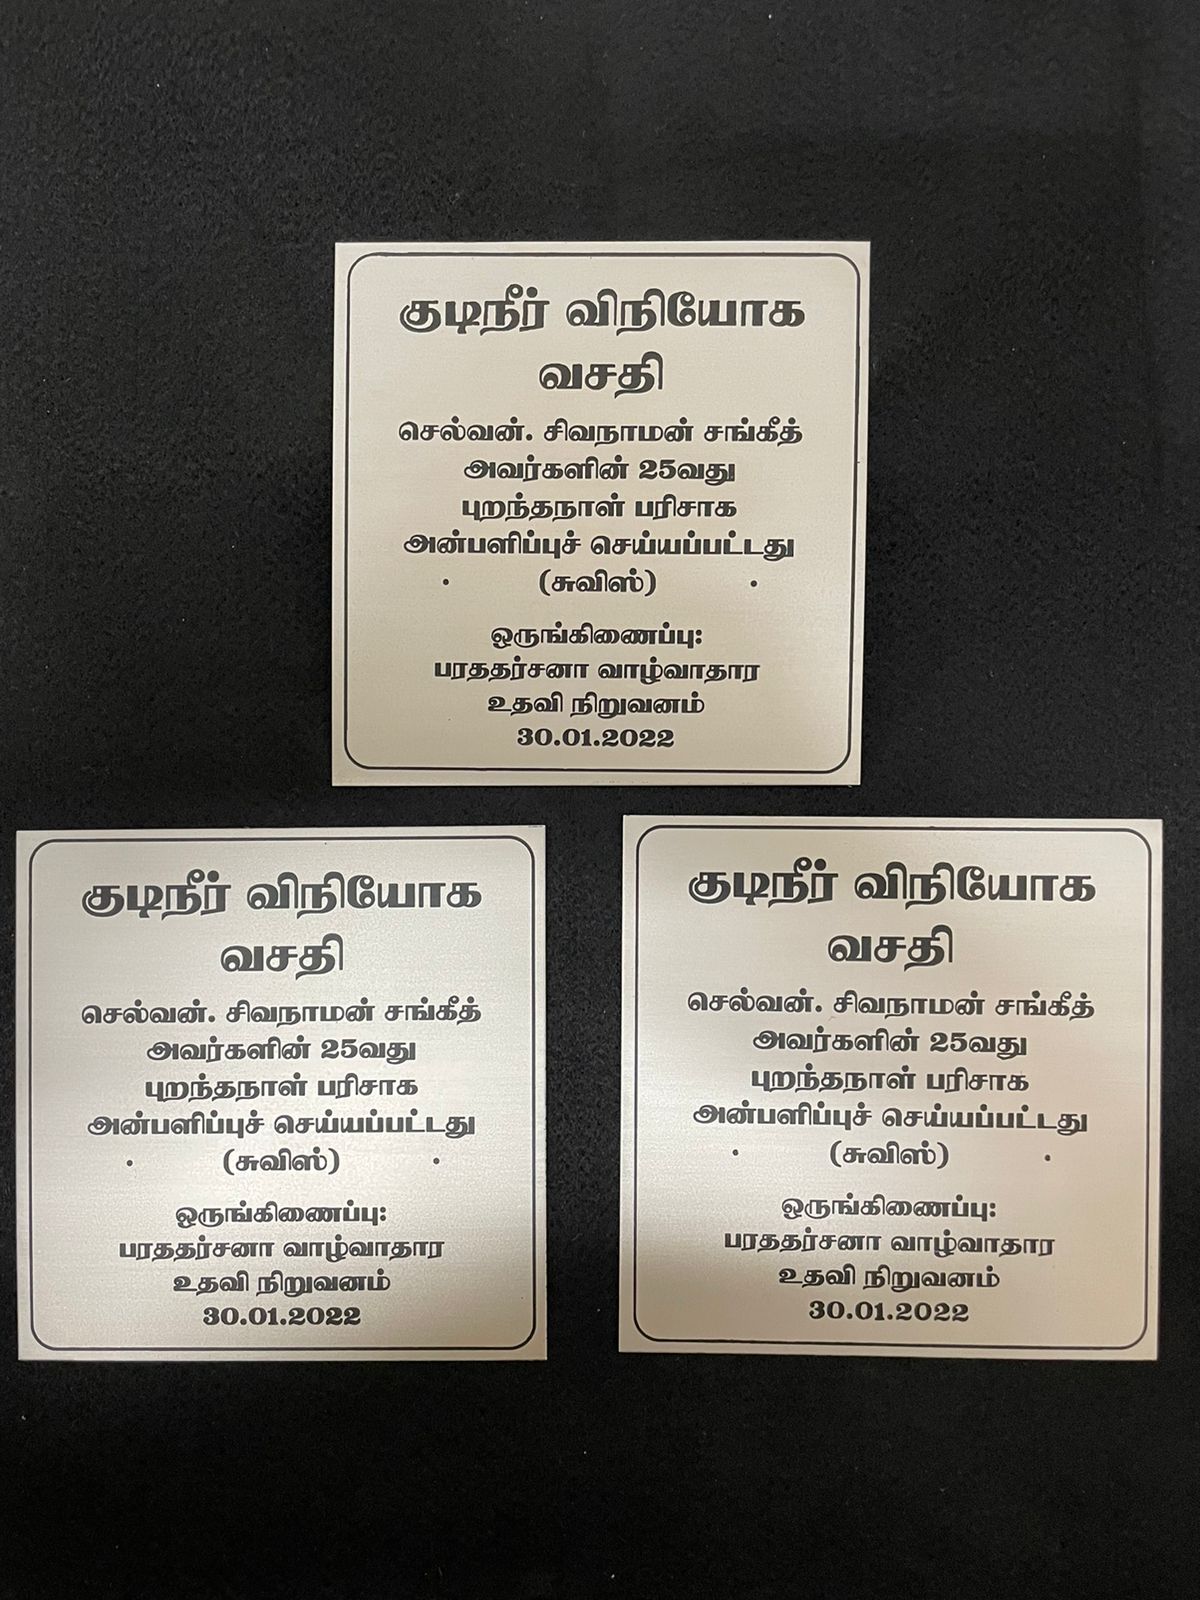 குடிநீர் விநியோக
வசதி
செல்வன். சிவநாமன் சங்கீத்
அவர்களின் 25வது
புறந்தநாள் பரிசாக
அன்பளிப்புச் செய்யப்பட்டது
(சுவிஸ்)
ஒருங்கிணைப்பு:
பரததர்சனா வாழ்வாதார
உதவி நிறுவனம்
30.01.2022
குடிநீர் விநியோக
வசதி
செல்வன். சிவநாமன் சங்கீத்
அவர்களின் 25வது
புறந்தநாள் பரிசாக
அன்பளிப்புச் செய்யப்பட்டது
(சுவிஸ்)
ஒருங்கிணைப்பு:
பரததர்சனா வாழ்வாதார
உதவி நிறுவனம்
30.01.2022
குடிநீர் விநியோக
வசதி
செல்வன். சிவநாமன் சங்கீத்
அவர்களின் 25வது
புறந்தநாள் பரிசாக
அன்பளிப்புச் செய்யப்பட்டது
(சுவிஸ்)
ஒருங்கிணைப்பு:
பரததர்சனா வாழ்வாதார
உதவி நிறுவனம்
30.01.2022